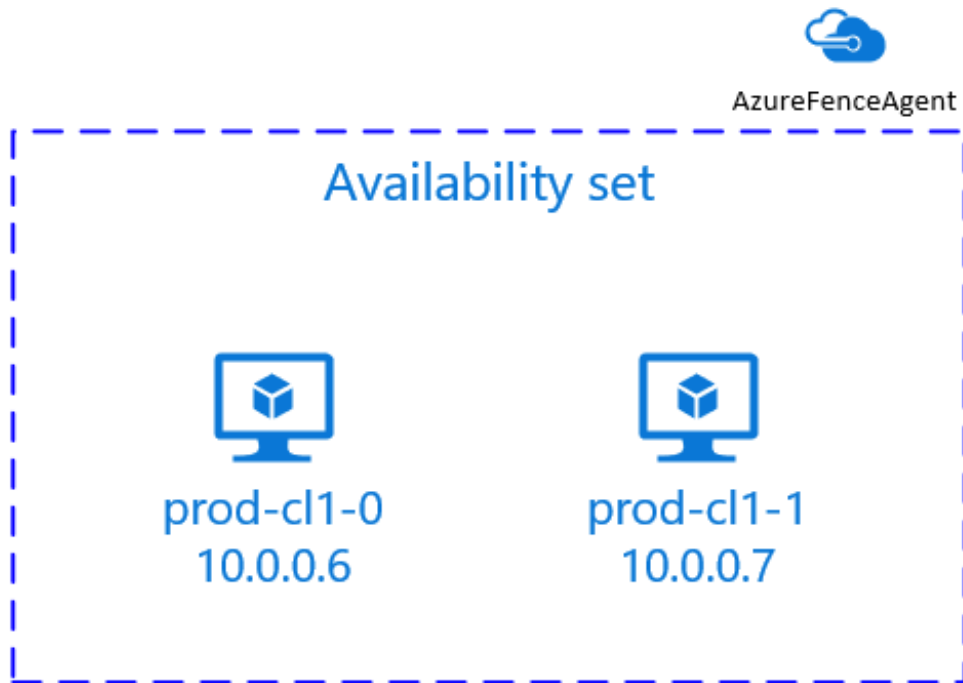 AzureFenceAgent
Availability set
prod-cl1-0
10.0.0.6
prod-cl1-1
10.0.0.7